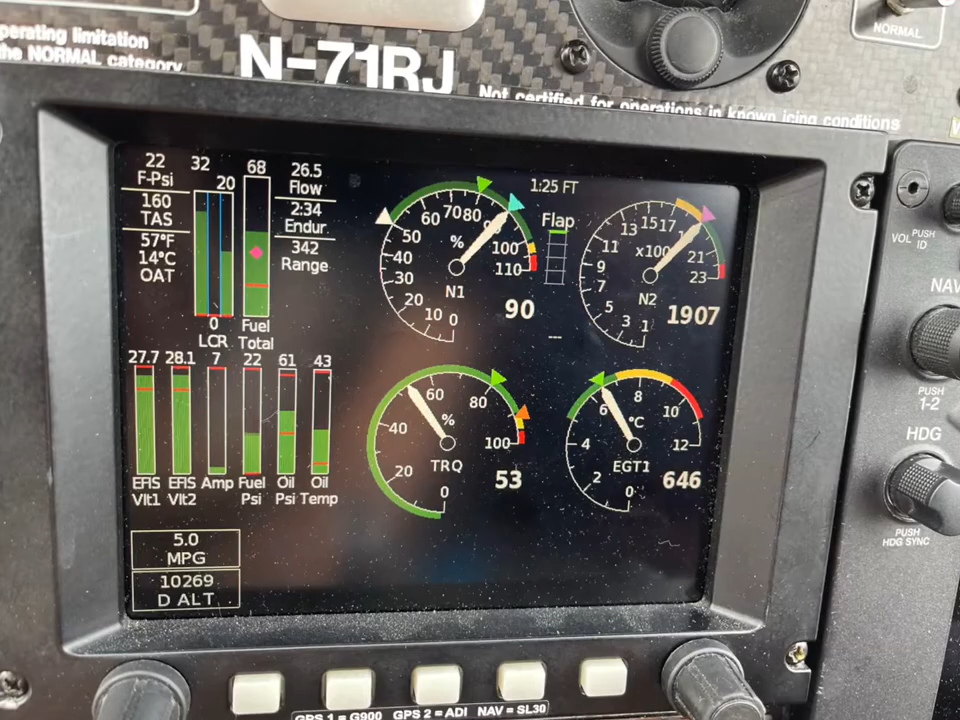 perating limitation
the NORMAL category.
N-71RJ
Not certified for operations in known icing conditions
NORMAL
22
F-Psi
160
TAS
57°F
14°C
OAT
32
20
0
LCR
68
Fuel
Total
26.5
Flow
2:34
Endur
342
Range
27.7
EFIS
Vlt1
28.1
EFIS
Vlt2
7
Amp
22
Fuel
Psi
61
Oil
Psi
43
Oil
Temp
5.0
MPG
10269
D ALT
0
10
20
30
40
50
60
70
80
100
110
%
N1
90
1:25 FT
Flap
---
1
3
5
7
9
11
13
15
17
21
23
x100
N2
1907
0
20
40
60
80
100
%
TRQ
53
0
2
4
6
8
10
12
°C
EGT1
646
VOL PUSH
ID
NAV
PUSH
1-2
HDG
PUSH
HDG SYNC
GPS 1 = G900 GPS 2 = ADI NAV = SL30